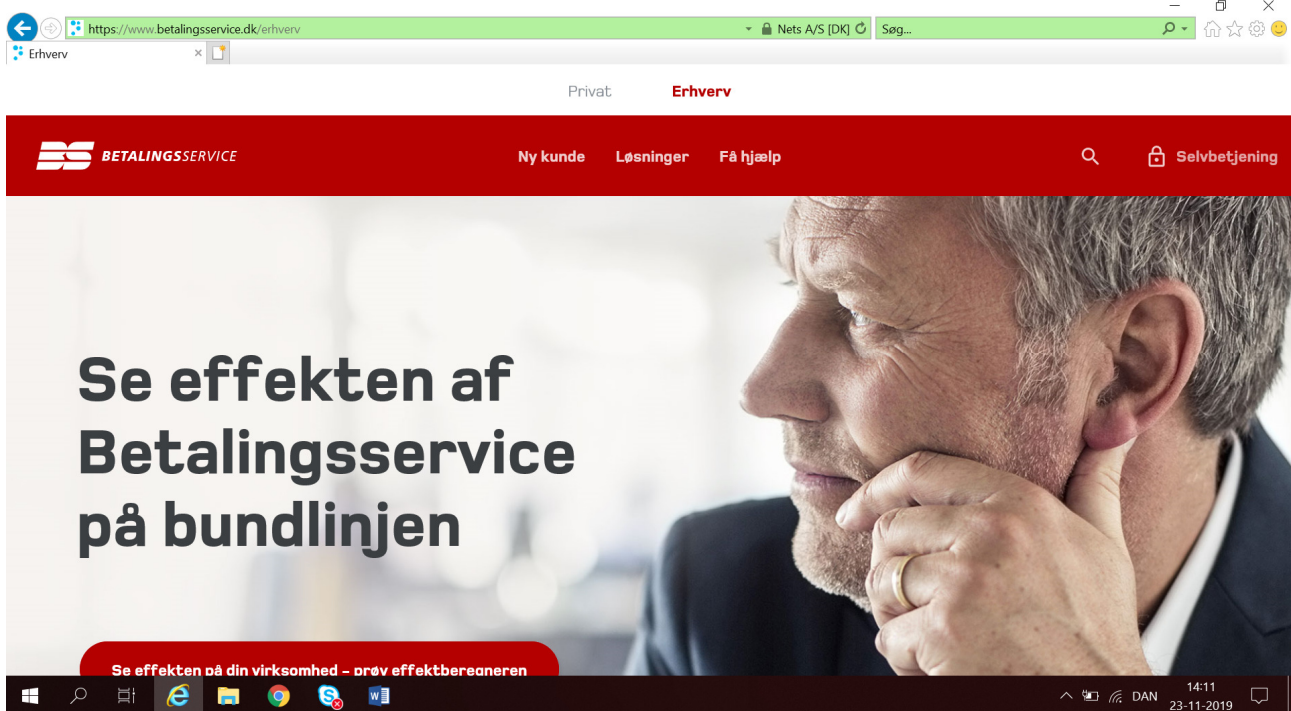 https://www.betalingsservice.dk/erhverv
Nets A/S [DK]
Søg...
Erhverv
Privat
Erhverv
BETALINGSSERVICE
Ny kunde
Løsninger
Få hjælp
Selvbetjening
Se effekten af
Betalingsservice
på bundlinjen
Se effekten på din virksomhed – prøv effektberegneren
DAN
14:11
23-11-2019